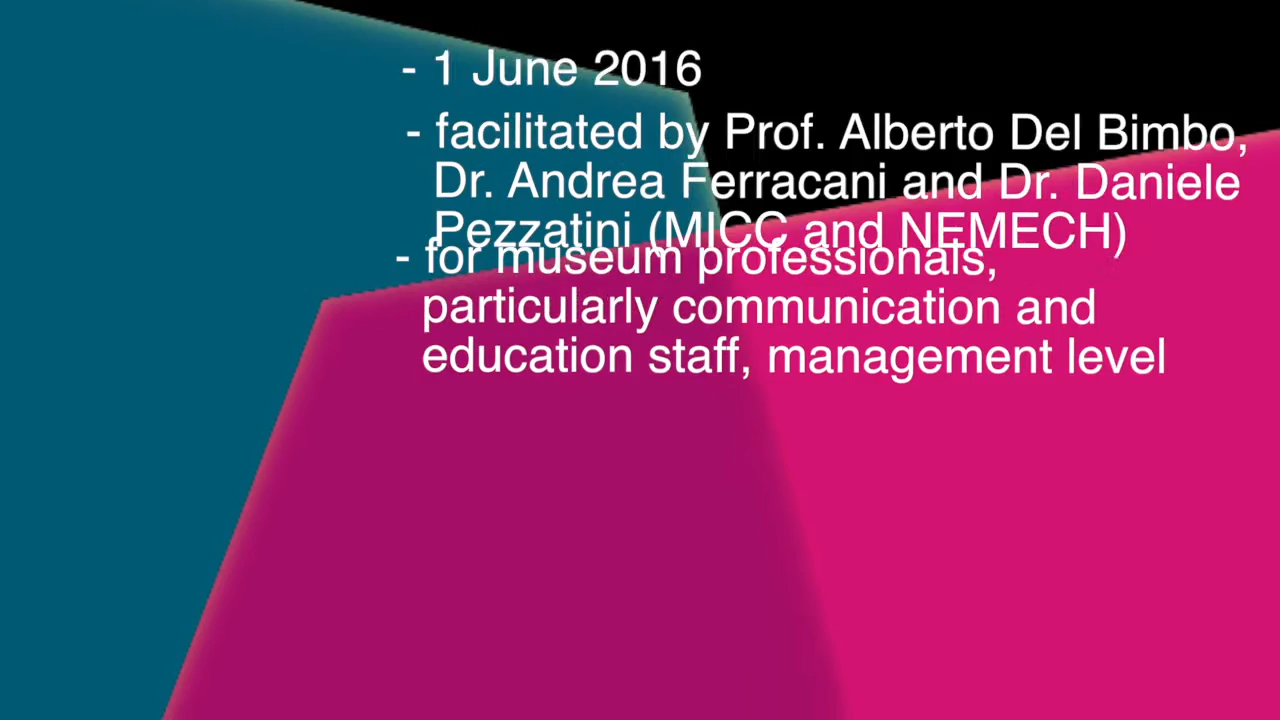 - 1 June 2016
- facilitated by Prof. Alberto Del Bimbo,
Dr. Andrea Ferracani and Dr. Daniele
Pezzatini (MICC and NEMECH)
- for museum professionals,
particularly communication and
education staff, management level